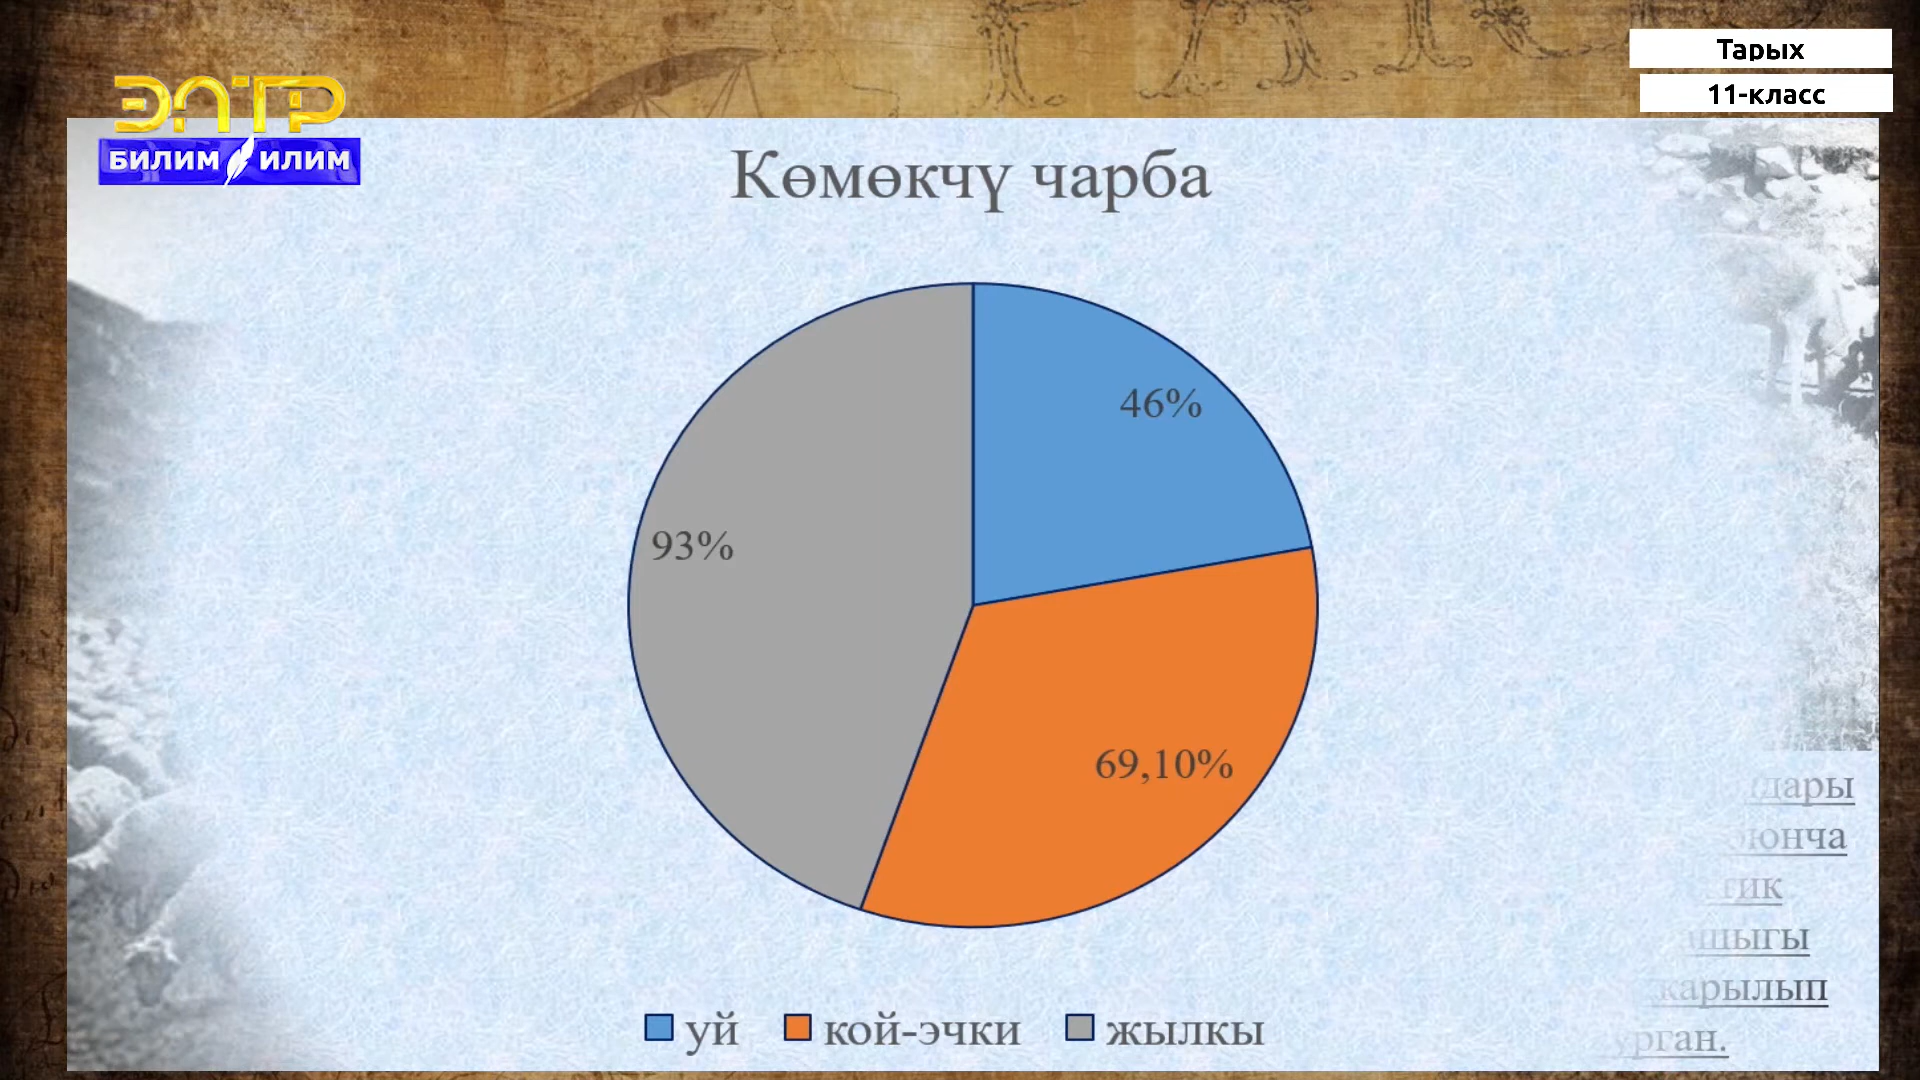 Тарых
11-класс
ЭЛТР
БИЛИМ ИЛИМ
Көмөкчү чарба
46%
93%
69,10%
уй
кой-эчки
жылкы